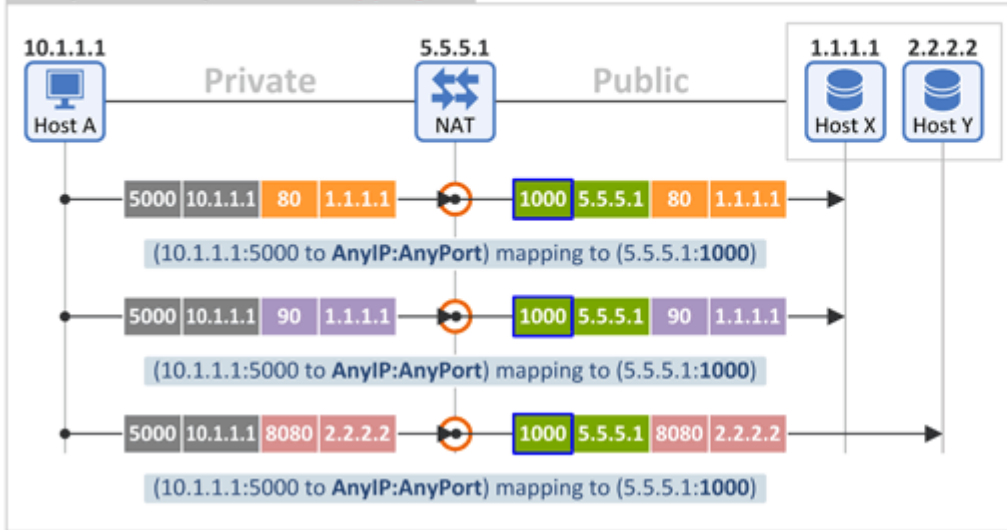 10.1.1.1 5.5.5.1 1.1.1.1 2.2.2.2
Private Public
Host A NAT Host X Host Y
5000 10.1.1.1 80 1.1.1.1 1000 5.5.5.1 80 1.1.1.1
(10.1.1.1:5000 to AnyIP:AnyPort) mapping to (5.5.5.1:1000)
5000 10.1.1.1 90 1.1.1.1 1000 5.5.5.1 90 1.1.1.1
(10.1.1.1:5000 to AnyIP:AnyPort) mapping to (5.5.5.1:1000)
5000 10.1.1.1 8080 2.2.2.2 1000 5.5.5.1 8080 2.2.2.2
(10.1.1.1:5000 to AnyIP:AnyPort) mapping to (5.5.5.1:1000)